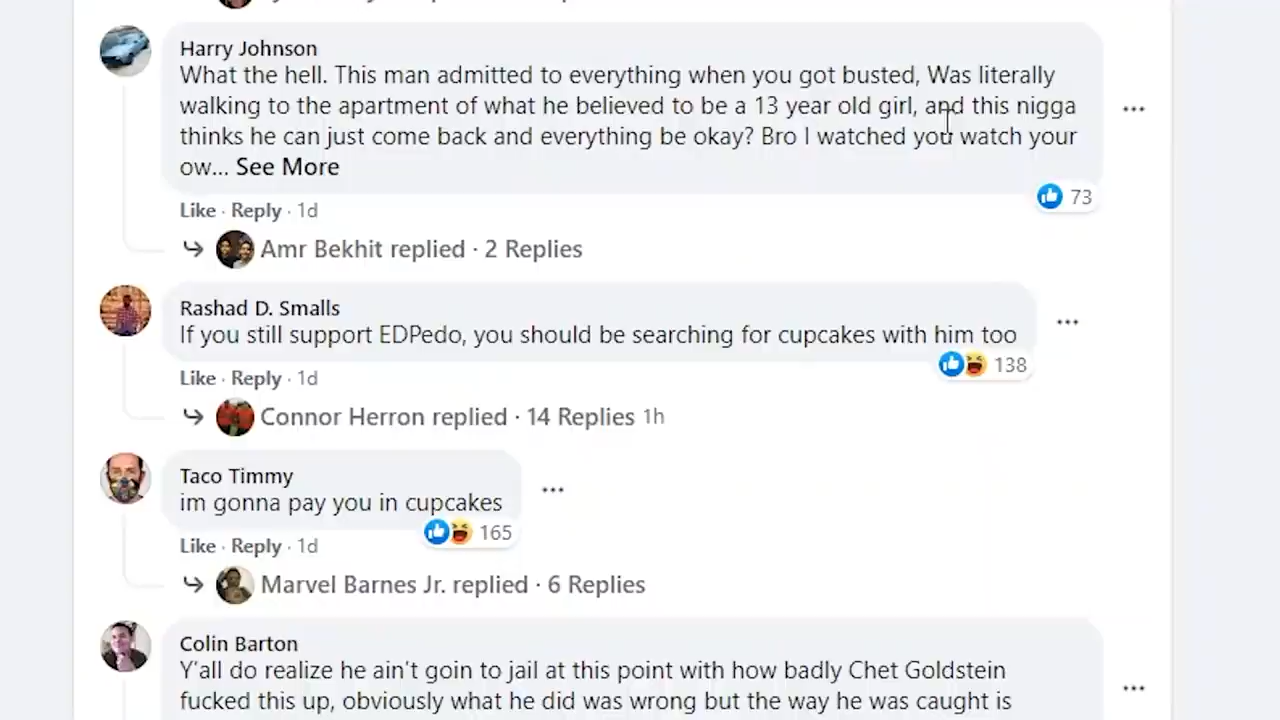 Harry Johnson
What the hell. This man admitted to everything when you got busted, Was literally
walking to the apartment of what he believed to be a 13 year old girl, and this nigga
thinks he can just come back and everything be okay? Bro I watched you watch your
ow... See More
73
Like · Reply · 1d
Amr Bekhit replied · 2 Replies
Rashad D. Smalls
If you still support EDPedo, you should be searching for cupcakes with him too
138
Like · Reply · 1d
Connor Herron replied · 14 Replies 1h
Taco Timmy
im gonna pay you in cupcakes
165
Like · Reply · 1d
Marvel Barnes Jr. replied · 6 Replies
Colin Barton
Y'all do realize he ain't goin to jail at this point with how badly Chet Goldstein
fucked this up, obviously what he did was wrong but the way he was caught is